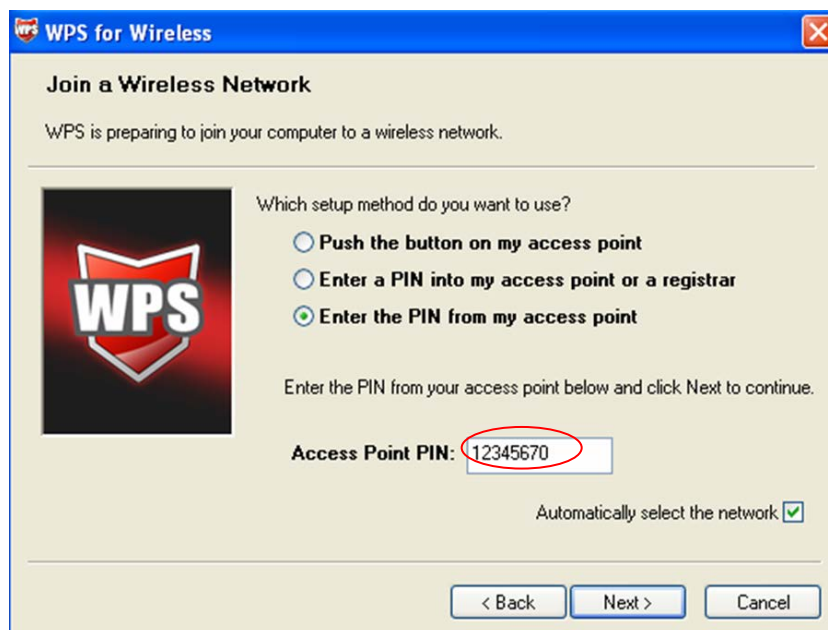 WPS for Wireless
Join a Wireless Network
WPS is preparing to join your computer to a wireless network.
Which setup method do you want to use?
Push the button on my access point
Enter a PIN into my access point or a registrar
Enter the PIN from my access point
WPS
Enter the PIN from your access point below and click Next to continue.
Access Point PIN: 12345670
Automatically select the network
< Back Next > Cancel